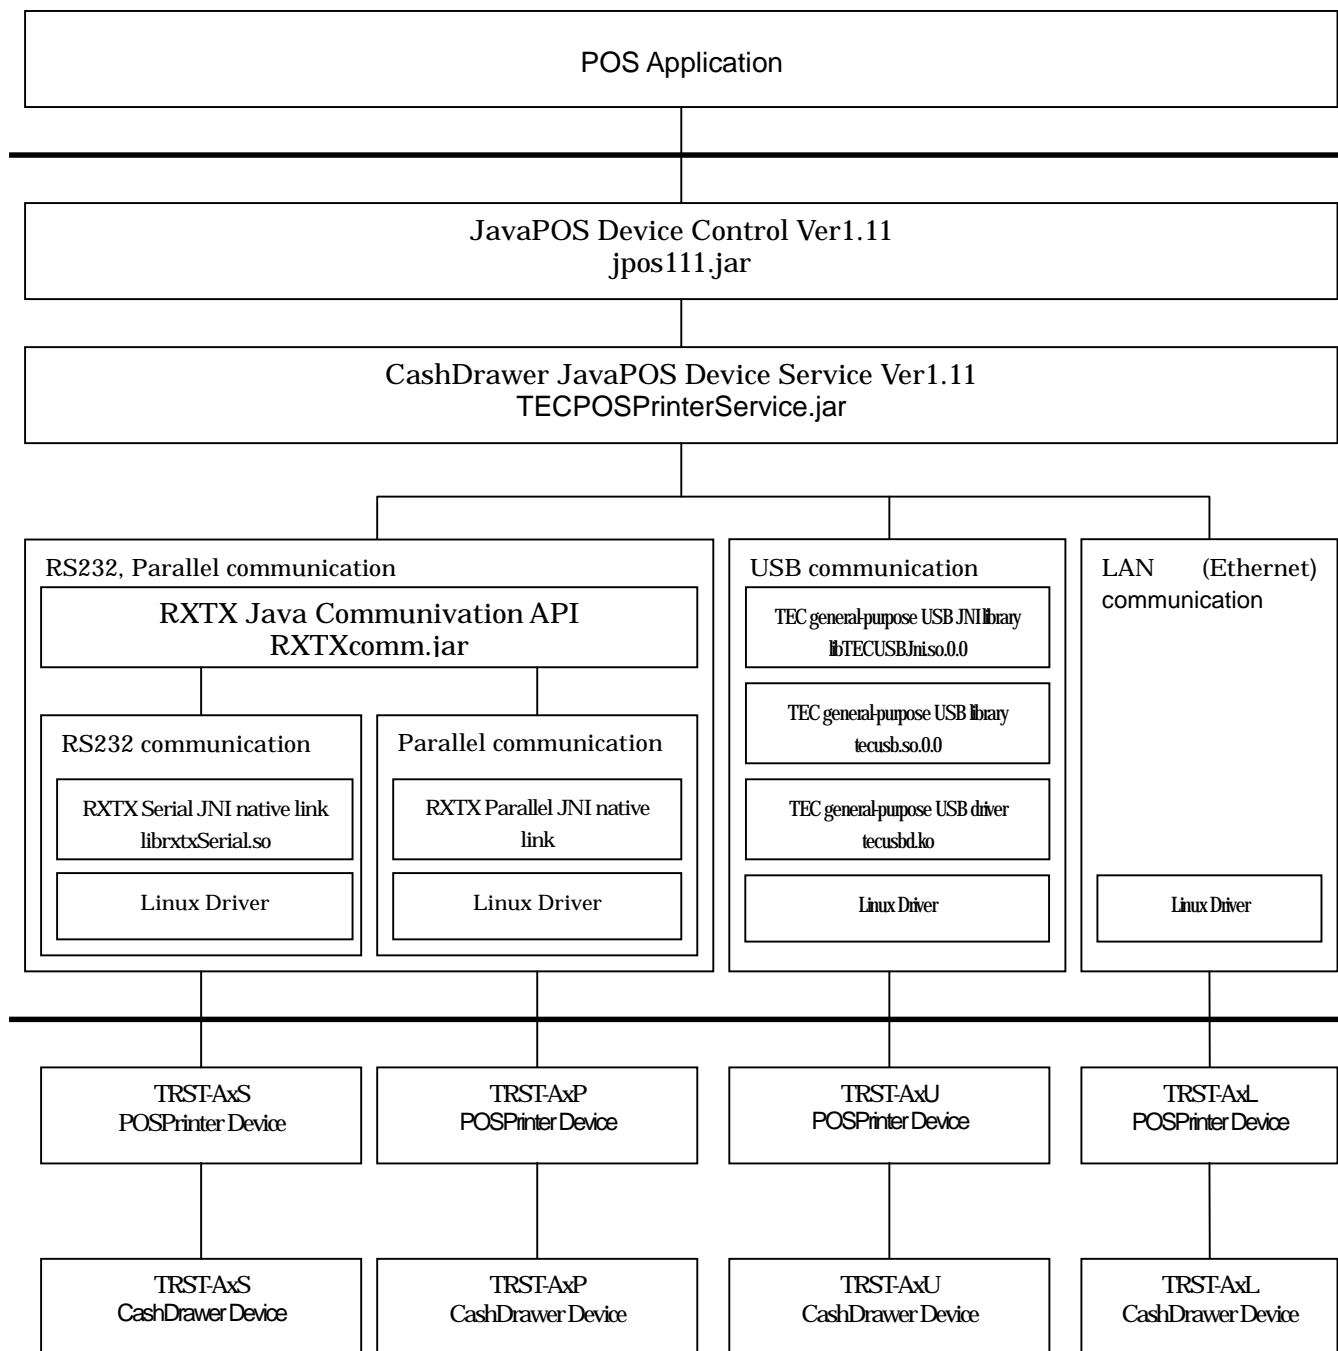 POS Application
JavaPOS Device Control Ver1.11
jpos111.jar
CashDrawer JavaPOS Device Service Ver1.11
TECPOSPrinterService.jar
RS232, Parallel communication
RXTX Java Communivation API
RXTXcomm.jar
RS232 communication
RXTX Serial JNI native link
librxtxSerial.so
Linux Driver
Parallel communication
RXTX Parallel JNI native
link
Linux Driver
USB communication
TEC general-purpose USB JNI library
libTECUSBJni.so.0.0
TEC general-purpose USB library
tecusb.so.0.0
TEC general-purpose USB driver
tecusbd.ko
Linux Driver
LAN (Ethernet)
communication
Linux Driver
TRST-AxS
POSPrinter Device
TRST-AxP
POSPrinter Device
TRST-AxU
POSPrinter Device
TRST-AxL
POSPrinter Device
TRST-AxS
CashDrawer Device
TRST-AxP
CashDrawer Device
TRST-AxU
CashDrawer Device
TRST-AxL
CashDrawer Device